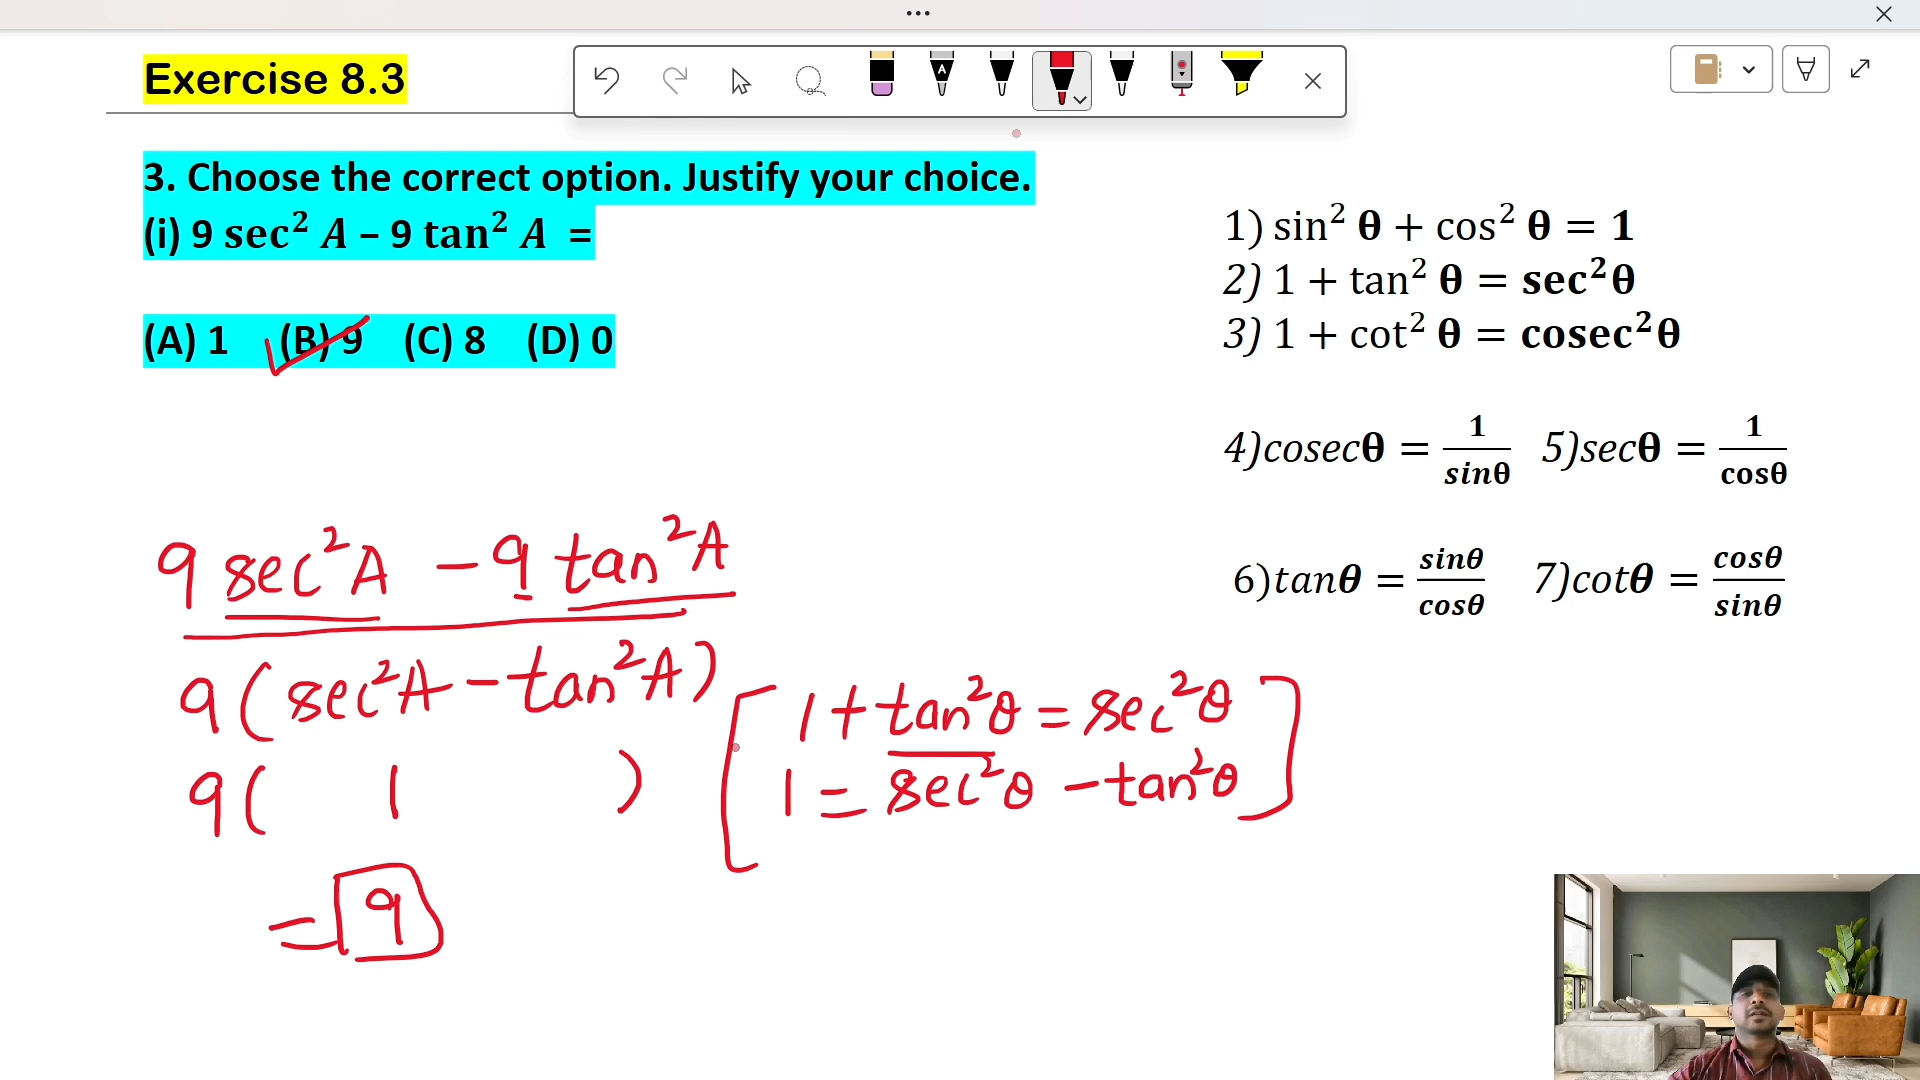 Exercise 8.3
3. Choose the correct option. Justify your choice.
(i) 9 sec² A – 9 tan² A =
(A) 1 (B) 9 (C) 8 (D) 0
1) sin² θ + cos² θ = 1
2) 1 + tan² θ = sec²θ
3) 1 + cot² θ = cosec²θ
4)cosecθ = 1/sinθ 5)secθ = 1/cosθ
6)tanθ = sinθ/cosθ 7)cotθ = cosθ/sinθ
9 sec²A – 9 tan²A
9 ( sec²A – tan²A )
9 ( 1 )
= 9
[ 1 + tan²θ = sec²θ
1 = sec²θ – tan²θ ]